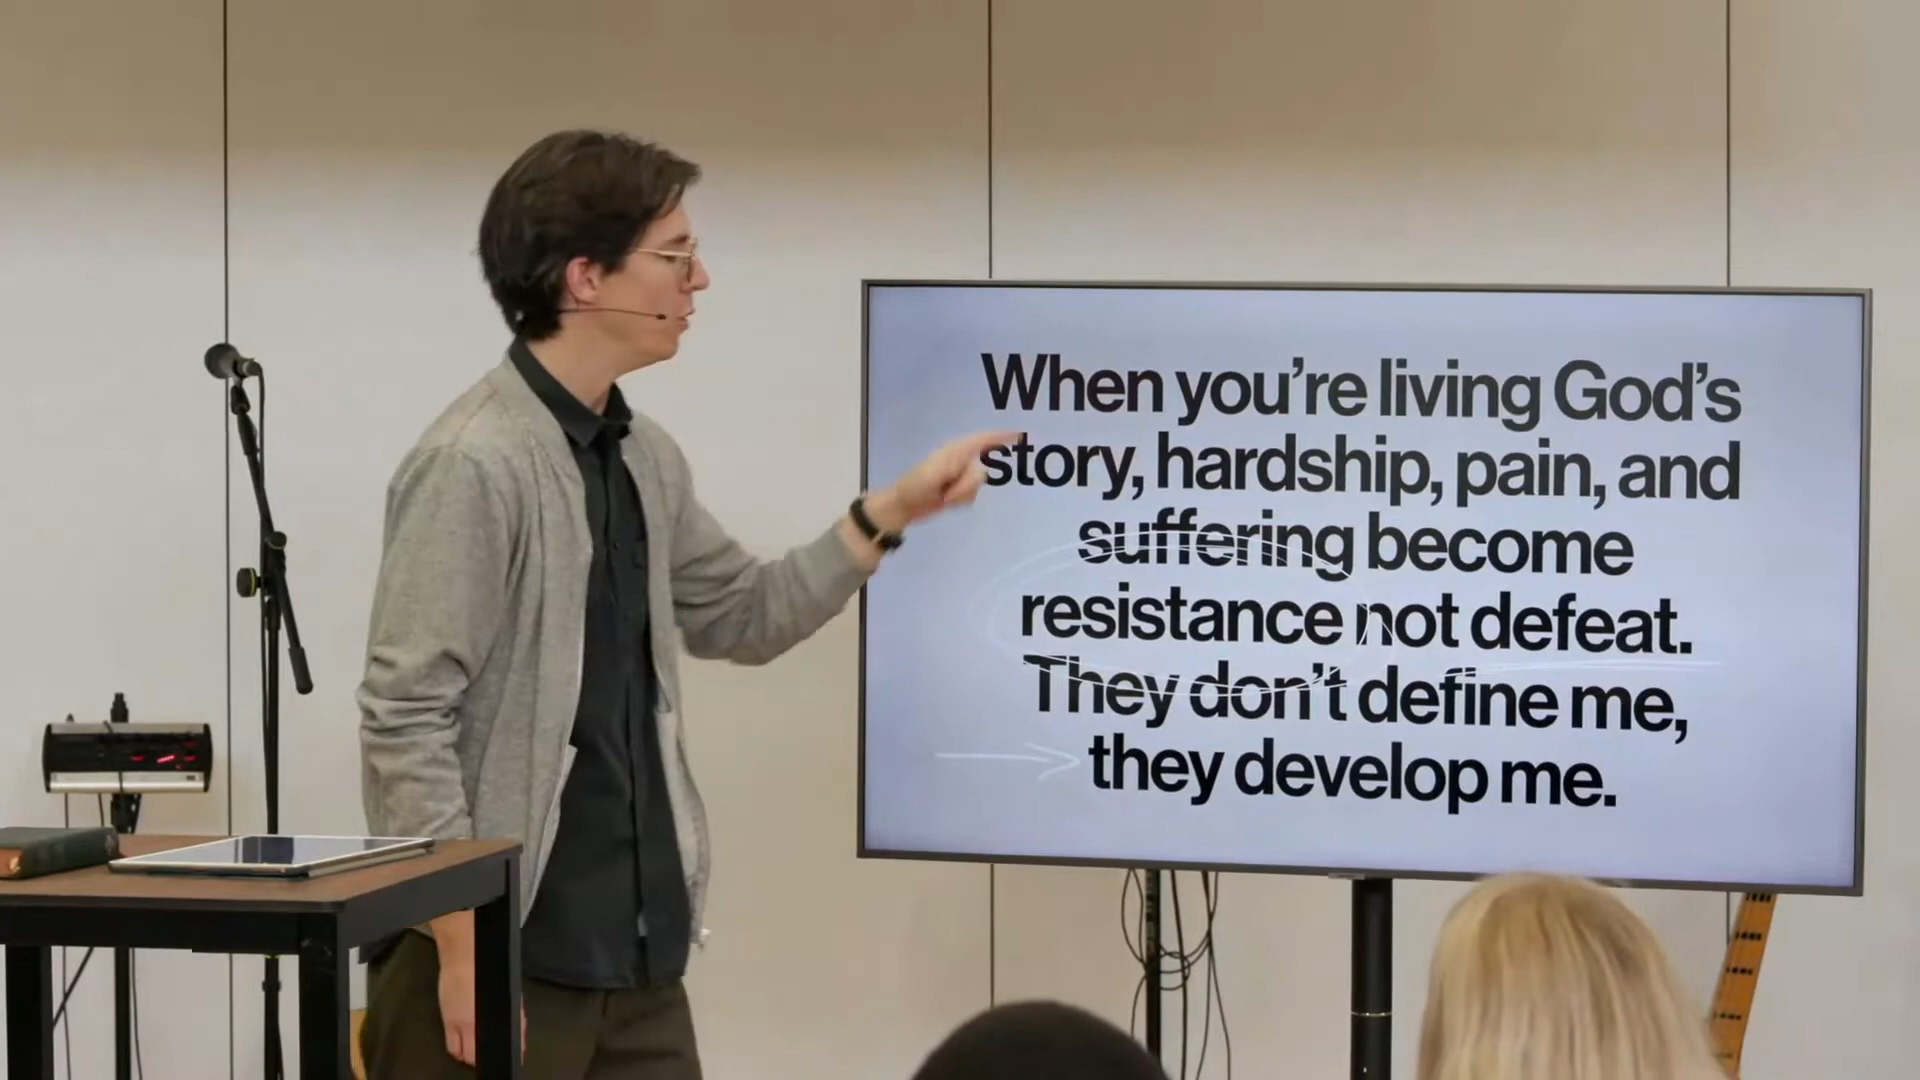 When you're living God's
story, hardship, pain, and
suffering become
resistance not defeat.
They don't define me,
they develop me.